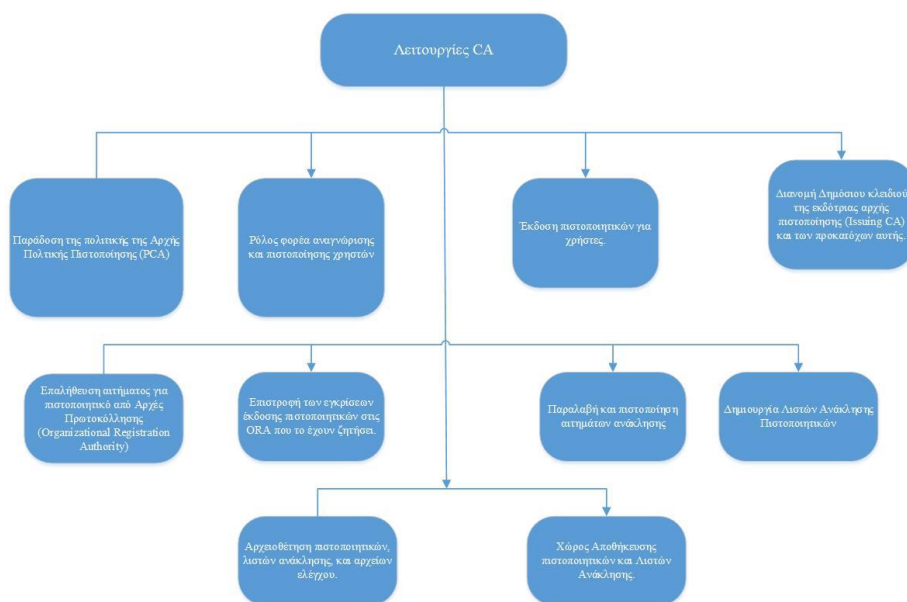 Λειτουργίες CA
Παράδοση της πολιτικής της Αρχής
Πολτικής Πιστοποίησης (PCA)
Ρόλος φορέα αναγνώρισης
και πιστοποίησης χρηστών
Έκδοση πιστοποιητικών για
χρήστες.
Διανομή Δημόσιου κλειδιού
της εκδότριας αρχής
πιστοποίησης (Issuing CA)
και των προκατόχων αυτής.
Επαλήθευση αιτήματος για
πιστοποιητικό από Αρχές
Πρωτοκόλλησης
(Organizational Registration
Authority)
Επιστροφή των εγκρίσεων
έκδοσης πιστοποιητικών στις
ORA που το έχουν ζητήσει.
Παραλαβή και πιστοποίηση
αιτημάτων ανάκλησης
Δημιουργία Λιστών Ανάκλησης
Πιστοποιητικών
Αρχειοθέτηση πιστοποιητικών,
λιστών ανάκλησης, και αρχείων
ελέγχου.
Χώρος Αποθήκευσης
πιστοποιητικών και Λιστών
Ανάκλησης.